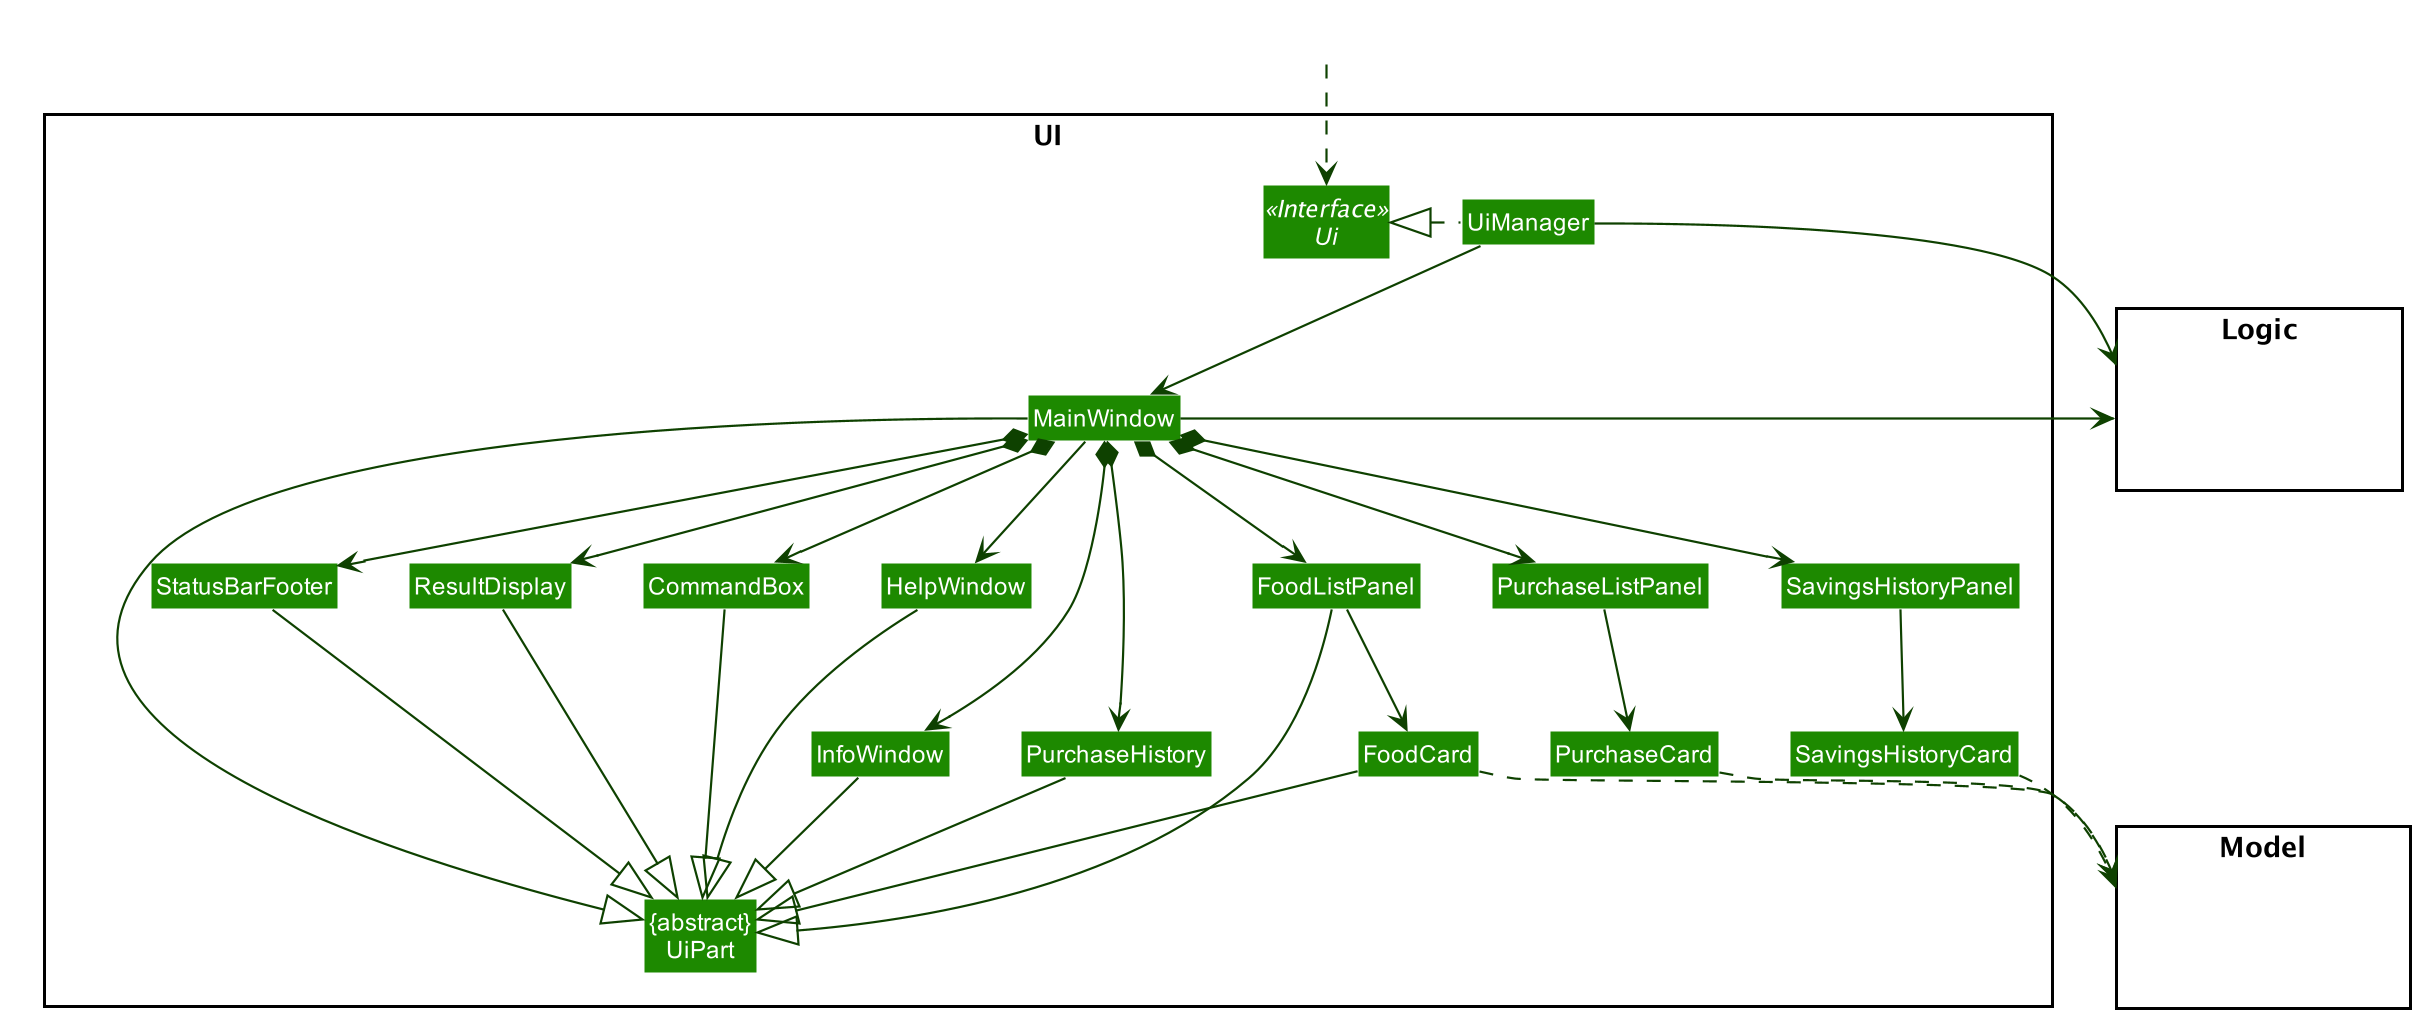 UI
«Interface»
Ui
UiManager
Logic
MainWindow
StatusBarFooter
ResultDisplay
CommandBox
HelpWindow
FoodListPanel
PurchaseListPanel
SavingsHistoryPanel
InfoWindow
PurchaseHistory
FoodCard
PurchaseCard
SavingsHistoryCard
Model
{abstract}
UiPart